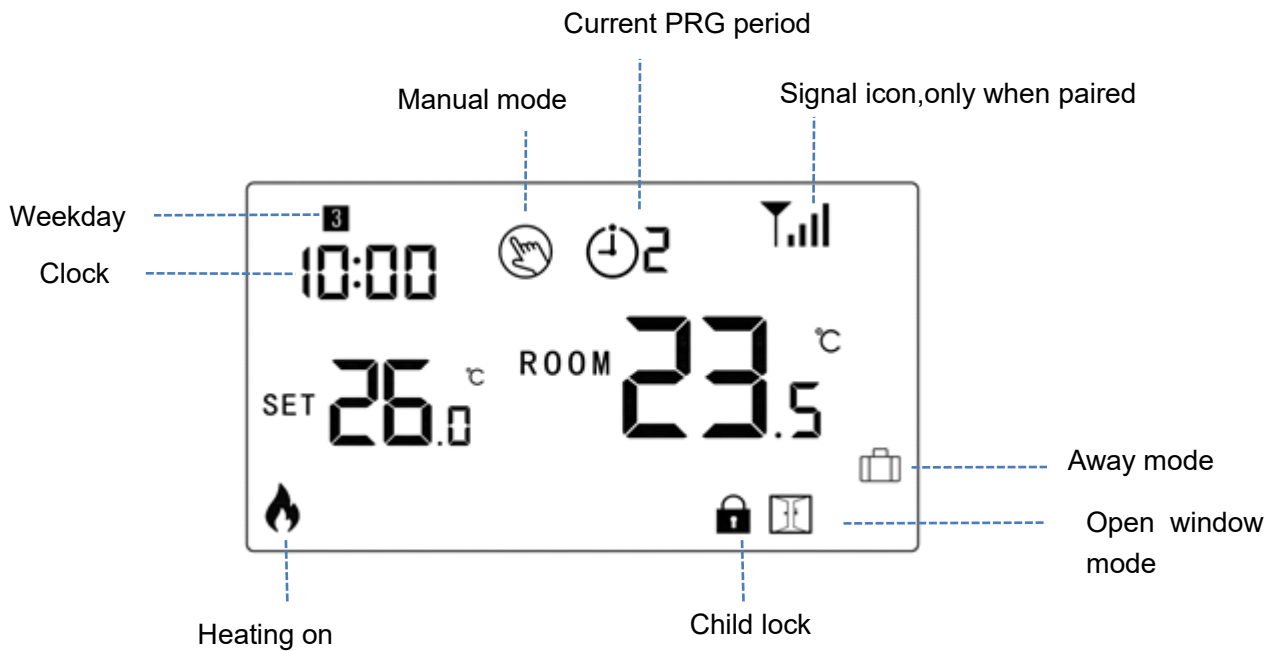 Current PRG period
Manual mode
Signal icon,only when paired
Weekday
3
Clock
10:00
2
SET 26.0 ℃
ROOM 23.5 ℃
Away mode
Open window
mode
Heating on
Child lock